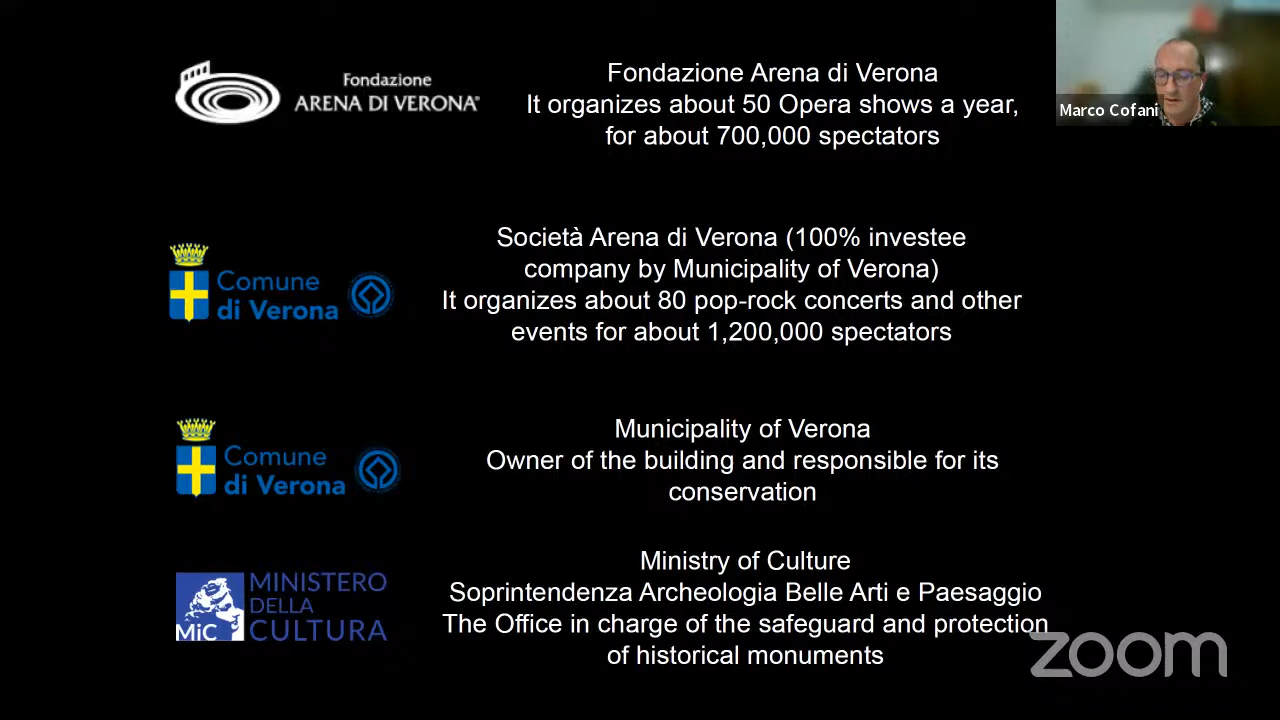 Fondazione
ARENA DI VERONA®
Fondazione Arena di Verona
It organizes about 50 Opera shows a year,
for about 700,000 spectators
Marco Cofani
Comune
di Verona
Società Arena di Verona (100% investee
company by Municipality of Verona)
It organizes about 80 pop-rock concerts and other
events for about 1,200,000 spectators
Comune
di Verona
Municipality of Verona
Owner of the building and responsible for its
conservation
MiC
MINISTERO
DELLA
CULTURA
Ministry of Culture
Soprintendenza Archeologia Belle Arti e Paesaggio
The Office in charge of the safeguard and protection
of historical monuments
zoom